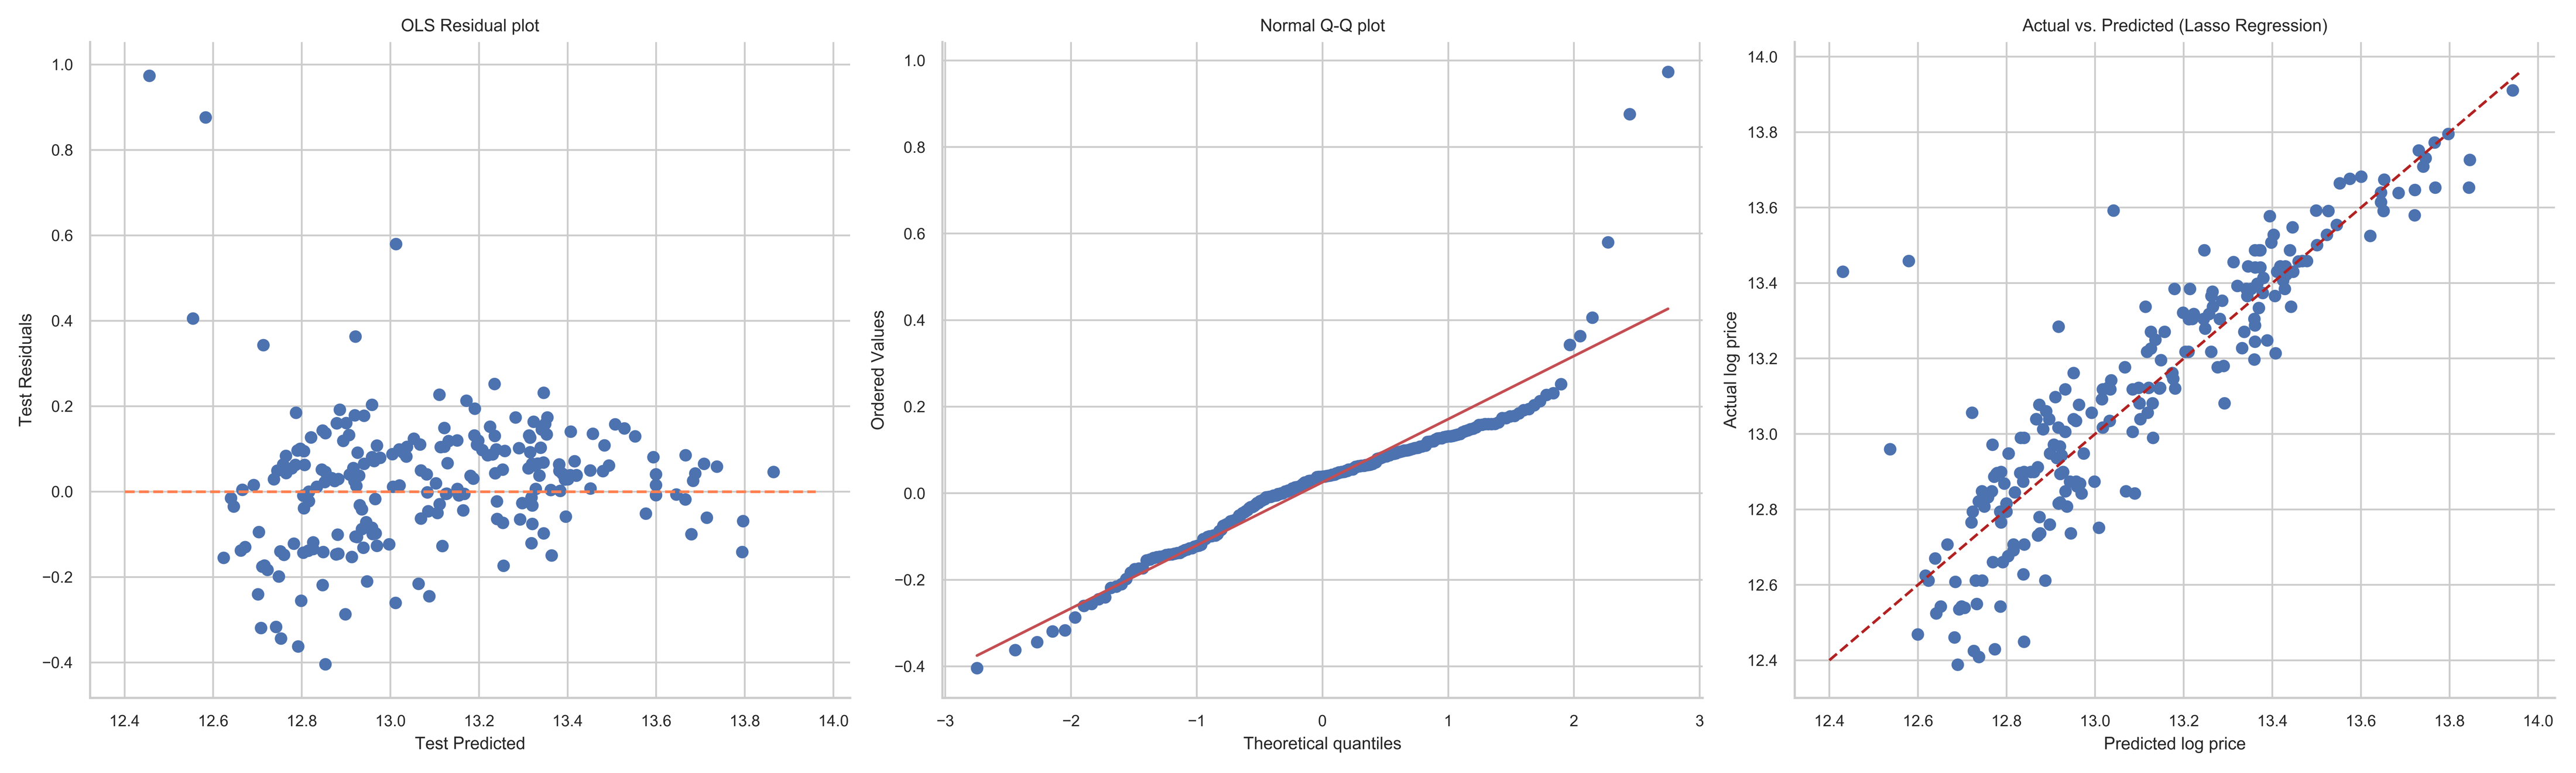 OLS Residual plot
Test Residuals
1.0
0.8
0.6
0.4
0.2
0.0
−0.2
−0.4
12.4 12.6 12.8 13.0 13.2 13.4 13.6 13.8 14.0
Test Predicted
Normal Q-Q plot
Ordered Values
1.0
0.8
0.6
0.4
0.2
0.0
−0.2
−0.4
−3 −2 −1 0 1 2 3
Theoretical quantiles
Actual vs. Predicted (Lasso Regression)
Actual log price
14.0
13.8
13.6
13.4
13.2
13.0
12.8
12.6
12.4
12.4 12.6 12.8 13.0 13.2 13.4 13.6 13.8 14.0
Predicted log price